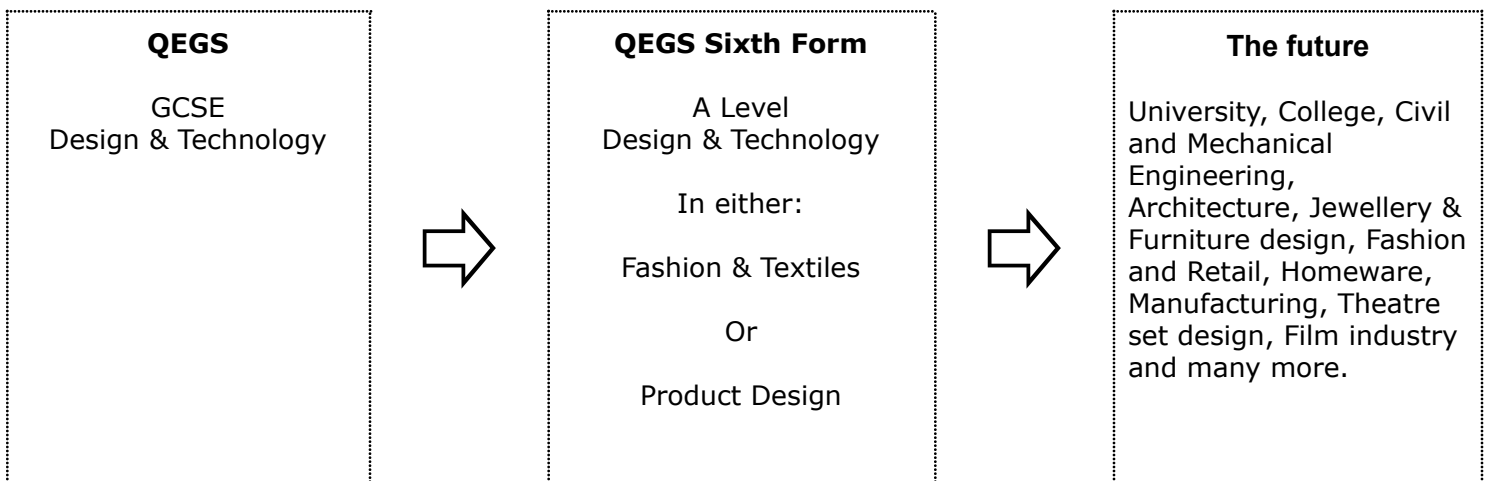 QEGS
GCSE
Design & Technology
QEGS Sixth Form
A Level
Design & Technology
In either:
Fashion & Textiles
Or
Product Design
The future
University, College, Civil
and Mechanical
Engineering,
Architecture, Jewellery &
Furniture design, Fashion
and Retail, Homeware,
Manufacturing, Theatre
set design, Film industry
and many more.